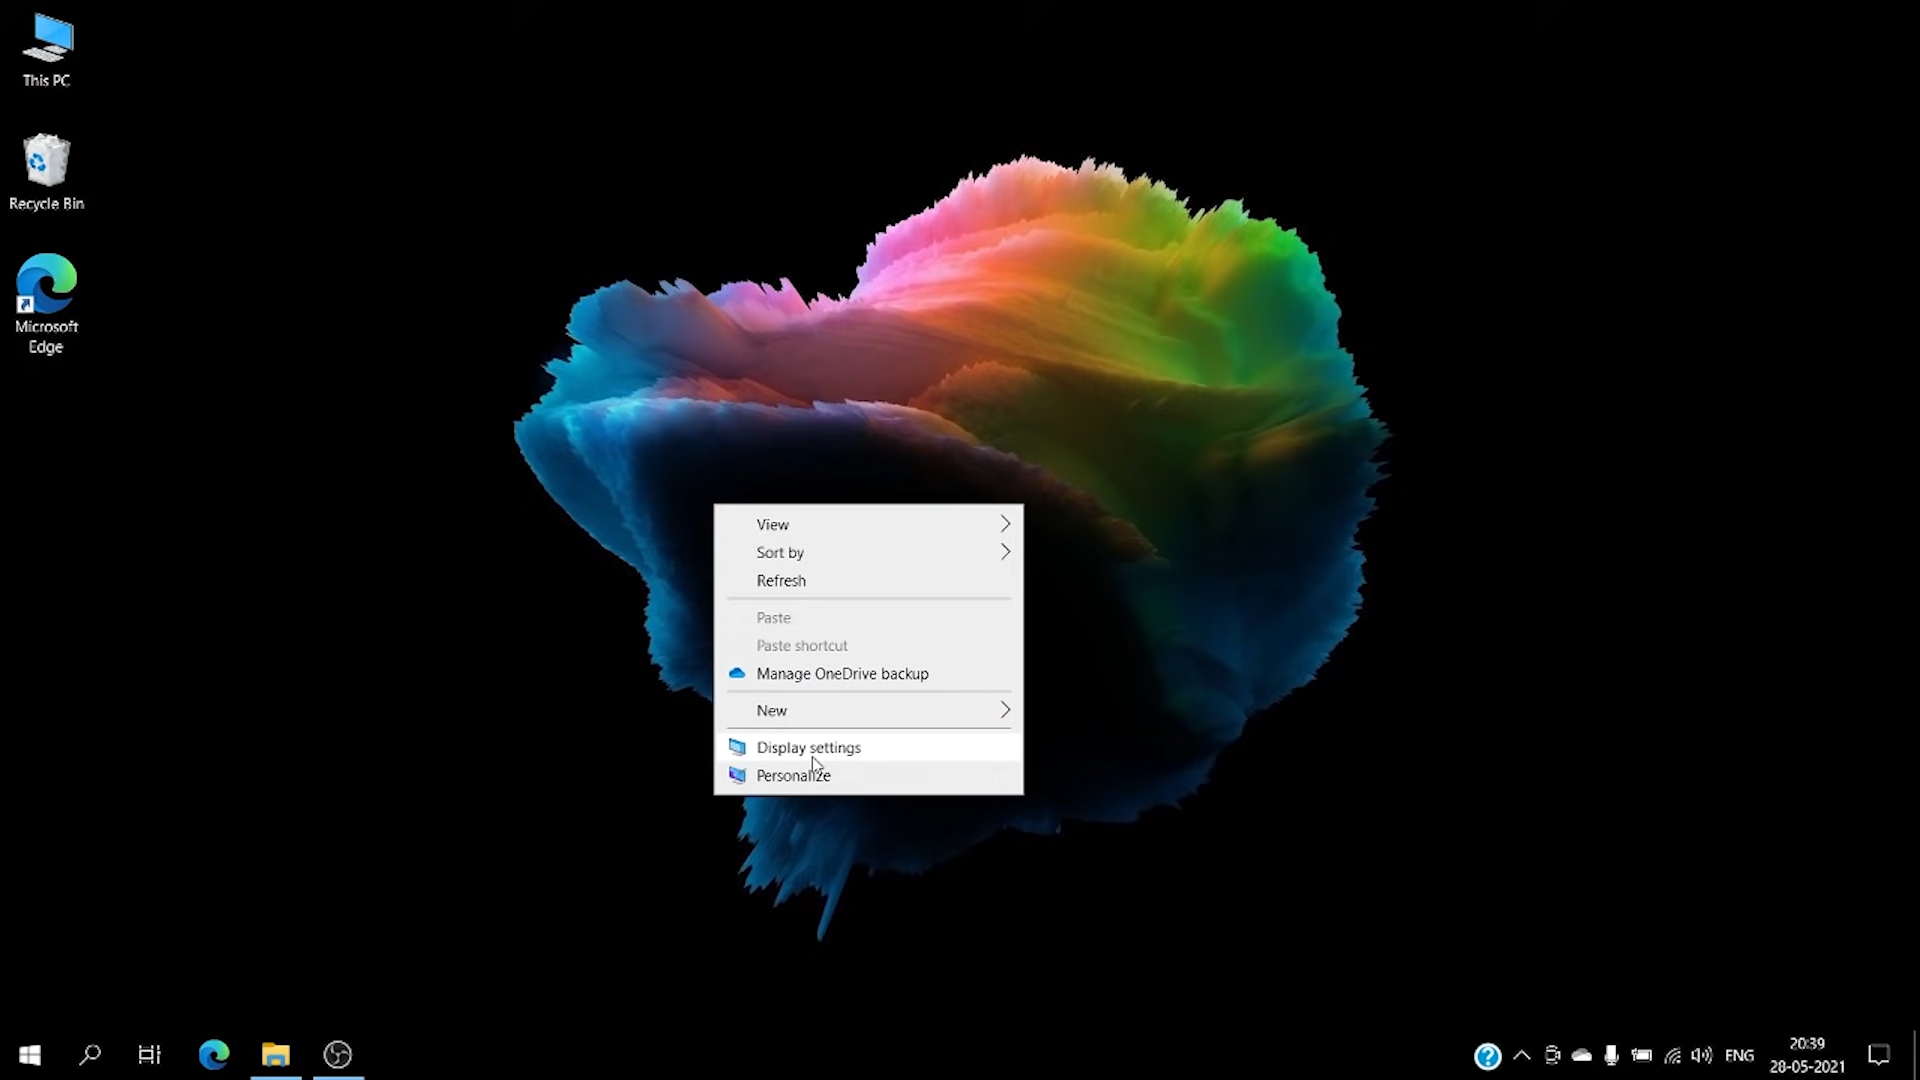 This PC
Recycle Bin
Microsoft
Edge
View
Sort by
Refresh
Paste
Paste shortcut
Manage OneDrive backup
New
Display settings
Personalize
ENG
20:39
28-05-2021